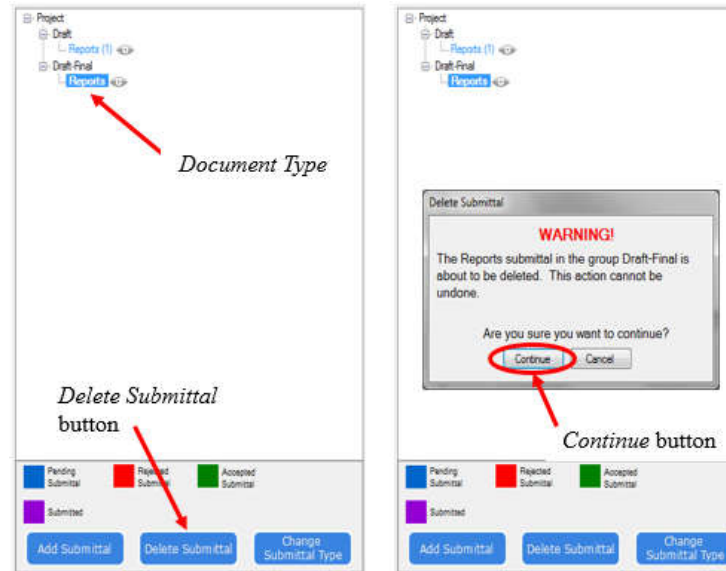 Project
Draft
Reports (1)
Draft-Final
Reports
Document Type
Delete Submittal
button
Pending
Submittal
Rejected
Submittal
Accepted
Submittal
Submitted
Add Submittal
Delete Submittal
Change
Submittal Type
Project
Draft
Reports (1)
Draft-Final
Reports
Delete Submittal
WARNING!
The Reports submittal in the group Draft-Final is
about to be deleted. This action cannot be
undone.
Are you sure you want to continue?
Continue
Cancel
Continue button
Pending
Submittal
Rejected
Submittal
Accepted
Submittal
Submitted
Add Submittal
Delete Submittal
Change
Submittal Type